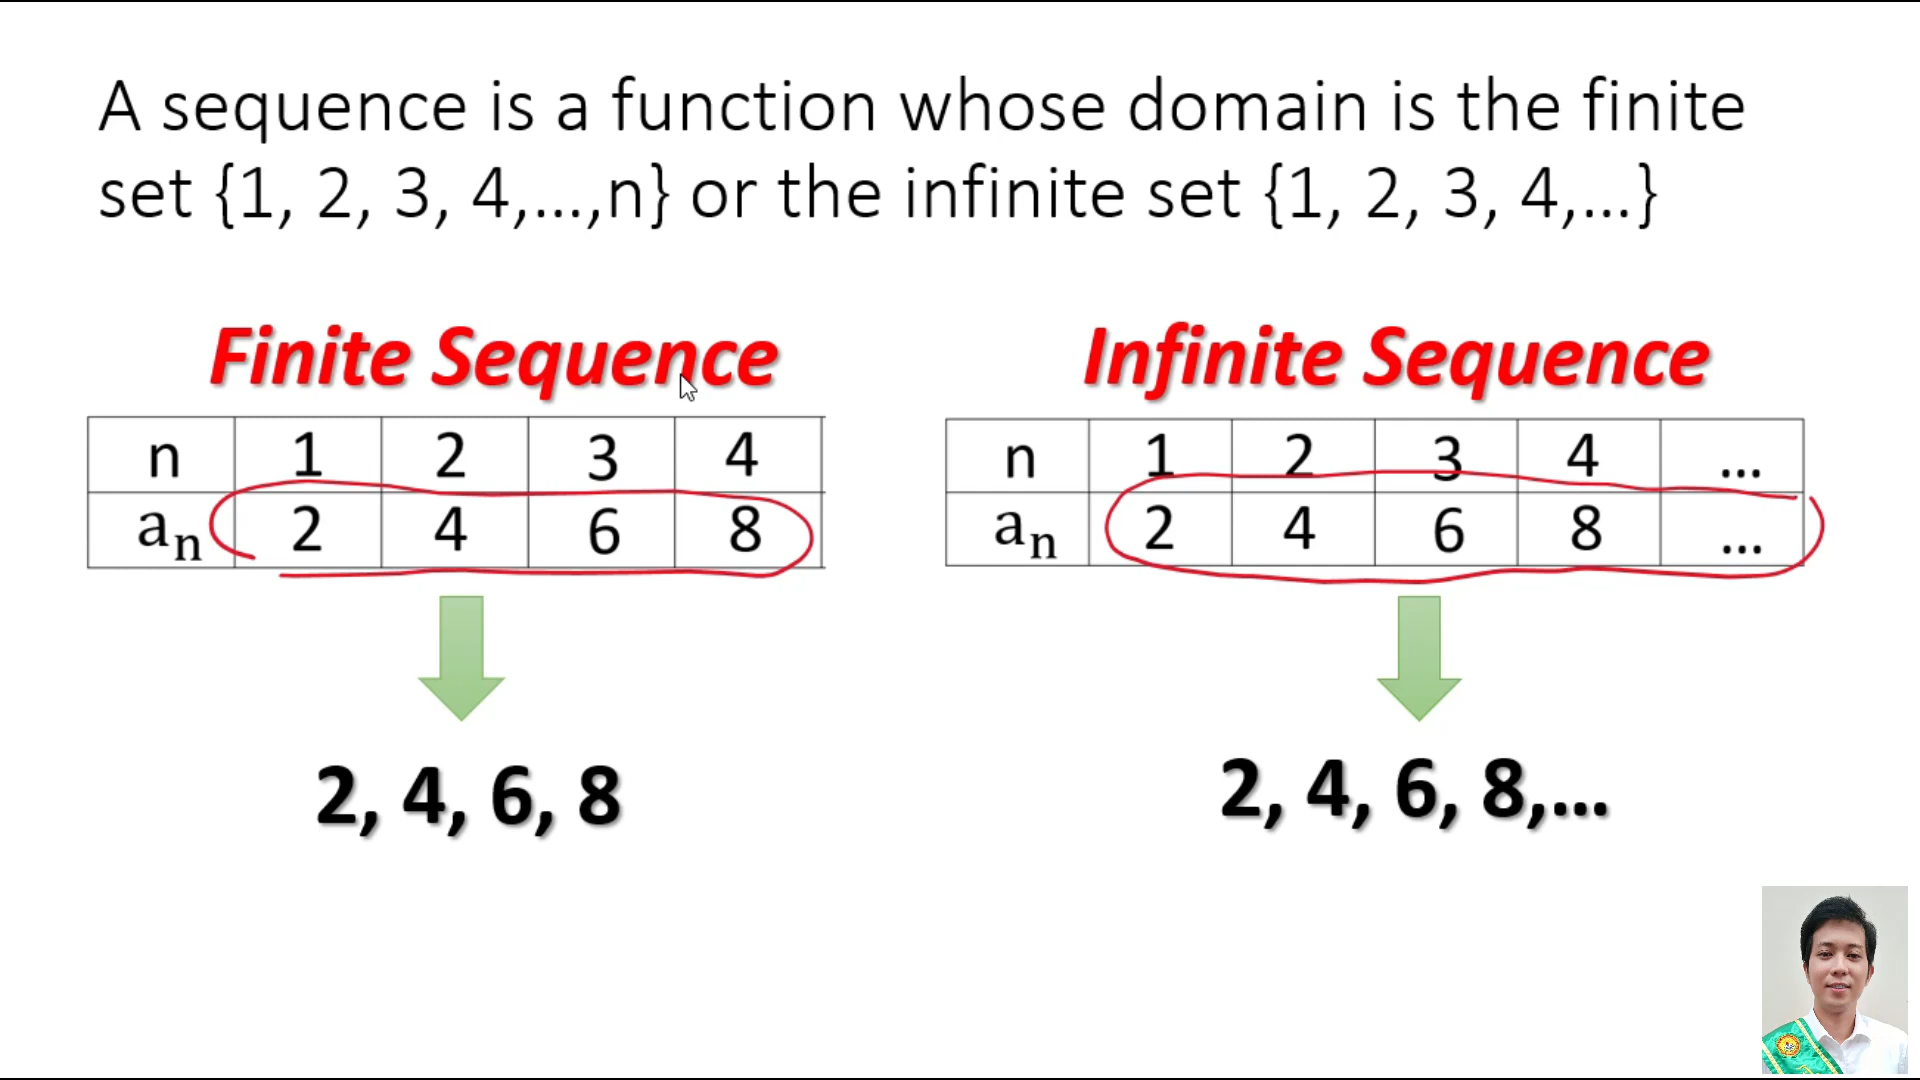 A sequence is a function whose domain is the finite
set {1, 2, 3, 4,...,n} or the infinite set {1, 2, 3, 4,...}
Finite Sequence
n 1 2 3 4
an 2 4 6 8
2, 4, 6, 8
Infinite Sequence
n 1 2 3 4 ...
an 2 4 6 8 ...
2, 4, 6, 8,...